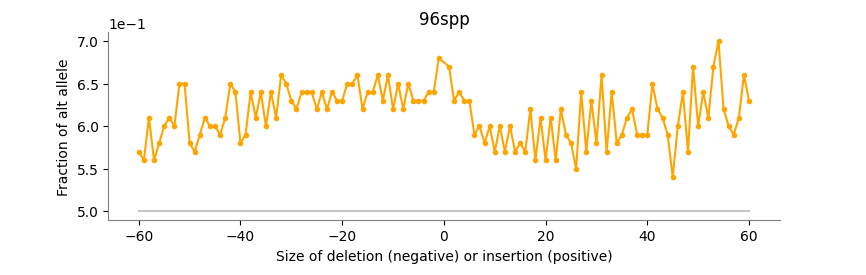 96spp
1e−1
7.0
6.5
6.0
5.5
5.0
Fraction of alt allele
−60 −40 −20 0 20 40 60
Size of deletion (negative) or insertion (positive)